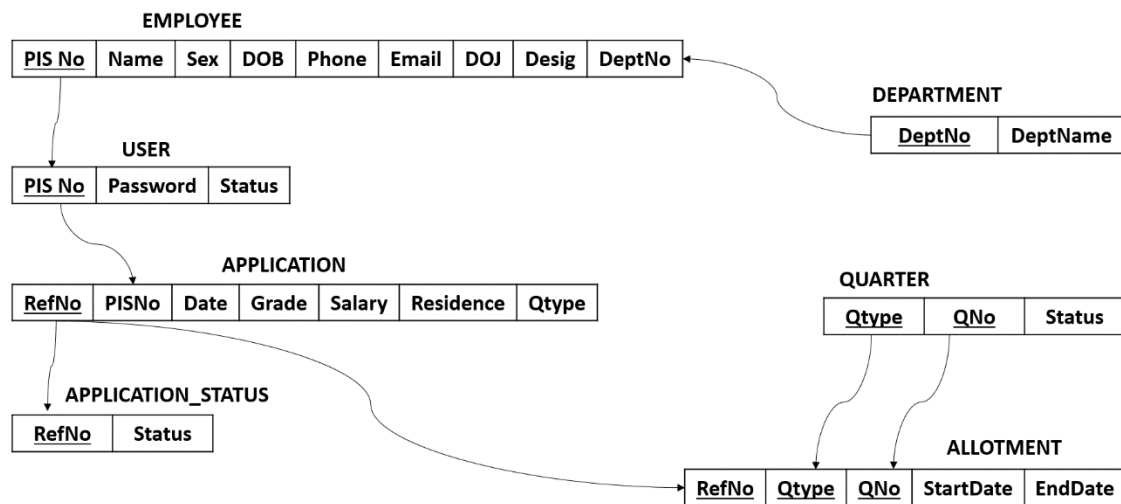 EMPLOYEE
PIS No Name Sex DOB Phone Email DOJ Desig DeptNo
DEPARTMENT
DeptNo DeptName
USER
PIS No Password Status
APPLICATION
RefNo PISNo Date Grade Salary Residence Qtype
QUARTER
Qtype QNo Status
APPLICATION_STATUS
RefNo Status
ALLOTMENT
RefNo Qtype QNo StartDate EndDate